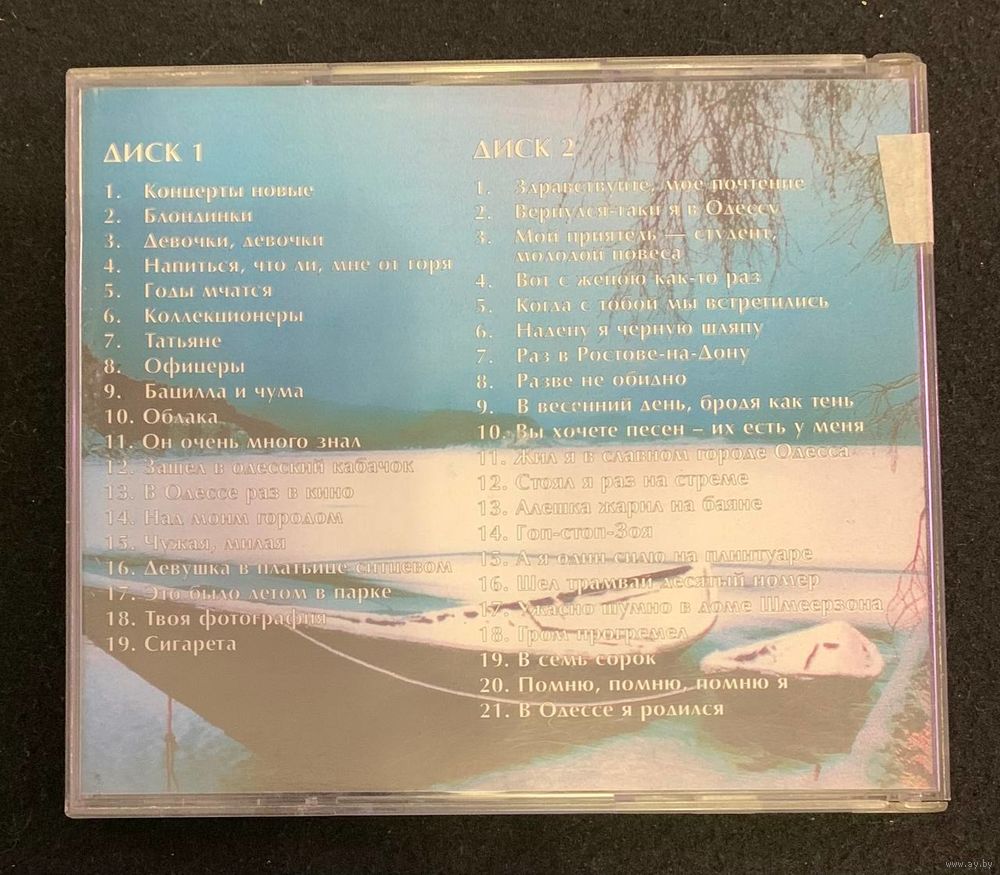 ДИСК 1
1. Концерты новые
2. Блондинки
3. Девочки, девочки
4. Напиться, что ли, мне от горя
5. Годы мчатся
6. Коллекционеры
7. Татьяне
8. Офицеры
9. Бацилла и чума
10. Облака
11. Он очень много знал
12. Зашел в одесский кабачок
13. В Одессе раз в кино
14. Над моим городом
15. Чужая, милая
16. Девушка в платьице ситцевом
17. Это было летом в парке
18. Твоя фотография
19. Сигарета
ДИСК 2
1. Здравствуйте, мое почтение
2. Вернулся-таки я в Одессу
3. Мой приятель — студент,
молодой повеса
4. Вот с женою как-то раз
5. Когда с тобой мы встретились
6. Надену я черную шляпу
7. Раз в Ростове-на-Дону
8. Разве не обидно
9. В весенний день, бродя как тень
10. Вы хочете песен – их есть у меня
11. Жил я в славном городе Одесса
12. Стоял я раз на стреме
13. Алешка жарил на баяне
14. Гоп-стоп-Зоя
15. А я один сижу на плинтуаре
16. Шел трамвай десятый номер
17. Ужасно шумно в доме Шмеерзона
18. Гром прогремел
19. В семь сорок
20. Помню, помню, помню я
21. В Одессе я родился
www.ay.by